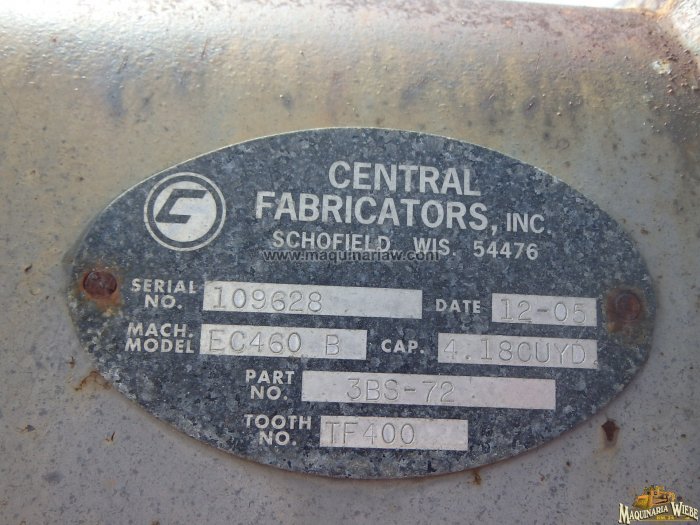 CENTRAL
FABRICATORS, INC.
SCHOFIELD, WIS. 54476
www.maquinariaw.com
SERIAL NO. 109628 DATE 12-05
MACH. MODEL EC460 B CAP. 4.18CUYD
PART NO. 3BS-72
TOOTH NO. TF400
MAQUINARIA WIEBE